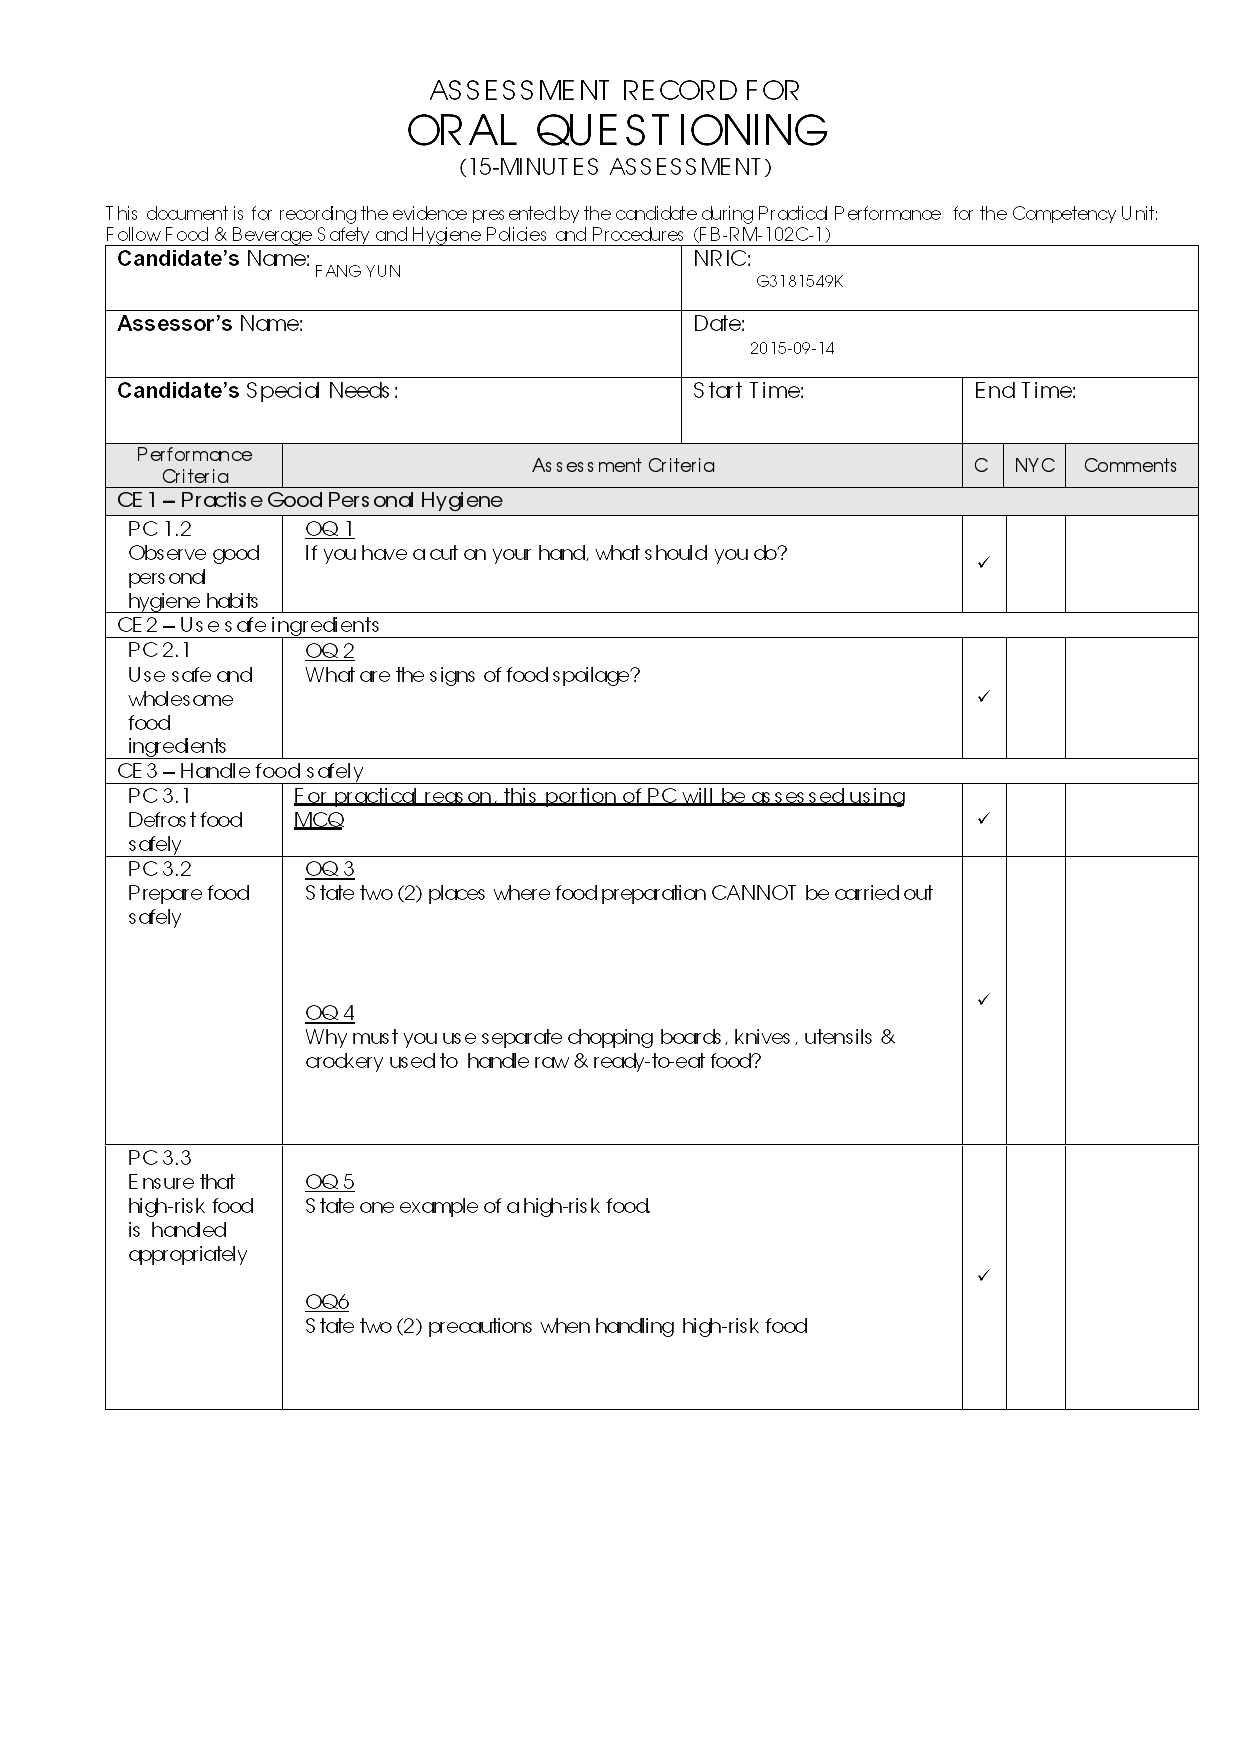 ASSESSMENT RECORD FOR
ORAL QUESTIONING
(15-MINUTES ASSESSMENT)
This document is for recording the evidence presented by the candidate during Practical Performance for the Competency Unit:
Follow Food & Beverage Safety and Hygiene Policies and Procedures (FB-RM-102C-1)
Candidate's Name: FANG YUN
NRIC: G3181549K
Assessor's Name:
Date: 2015-09-14
Candidate's Special Needs:
Start Time:
End Time:
Performance
Criteria
Assessment Criteria
C
NYC
Comments
CE 1 – Practise Good Personal Hygiene
PC 1.2
Observe good
personal
hygiene habits
OQ 1
If you have a cut on your hand, what should you do?
✓
CE2 – Use safe ingredients
PC 2.1
Use safe and
wholesome
food
ingredients
OQ 2
What are the signs of food spoilage?
✓
CE3 – Handle food safely
PC 3.1
Defrost food
safely
For practical reason, this portion of PC will be assessed using
MCQ
✓
PC 3.2
Prepare food
safely
OQ 3
State two (2) places where food preparation CANNOT be carried out
OQ 4
Why must you use separate chopping boards, knives, utensils &
crockery used to handle raw & ready-to-eat food?
✓
PC 3.3
Ensure that
high-risk food
is handled
appropriately
OQ 5
State one example of a high-risk food.
OQ6
State two (2) precautions when handling high-risk food
✓